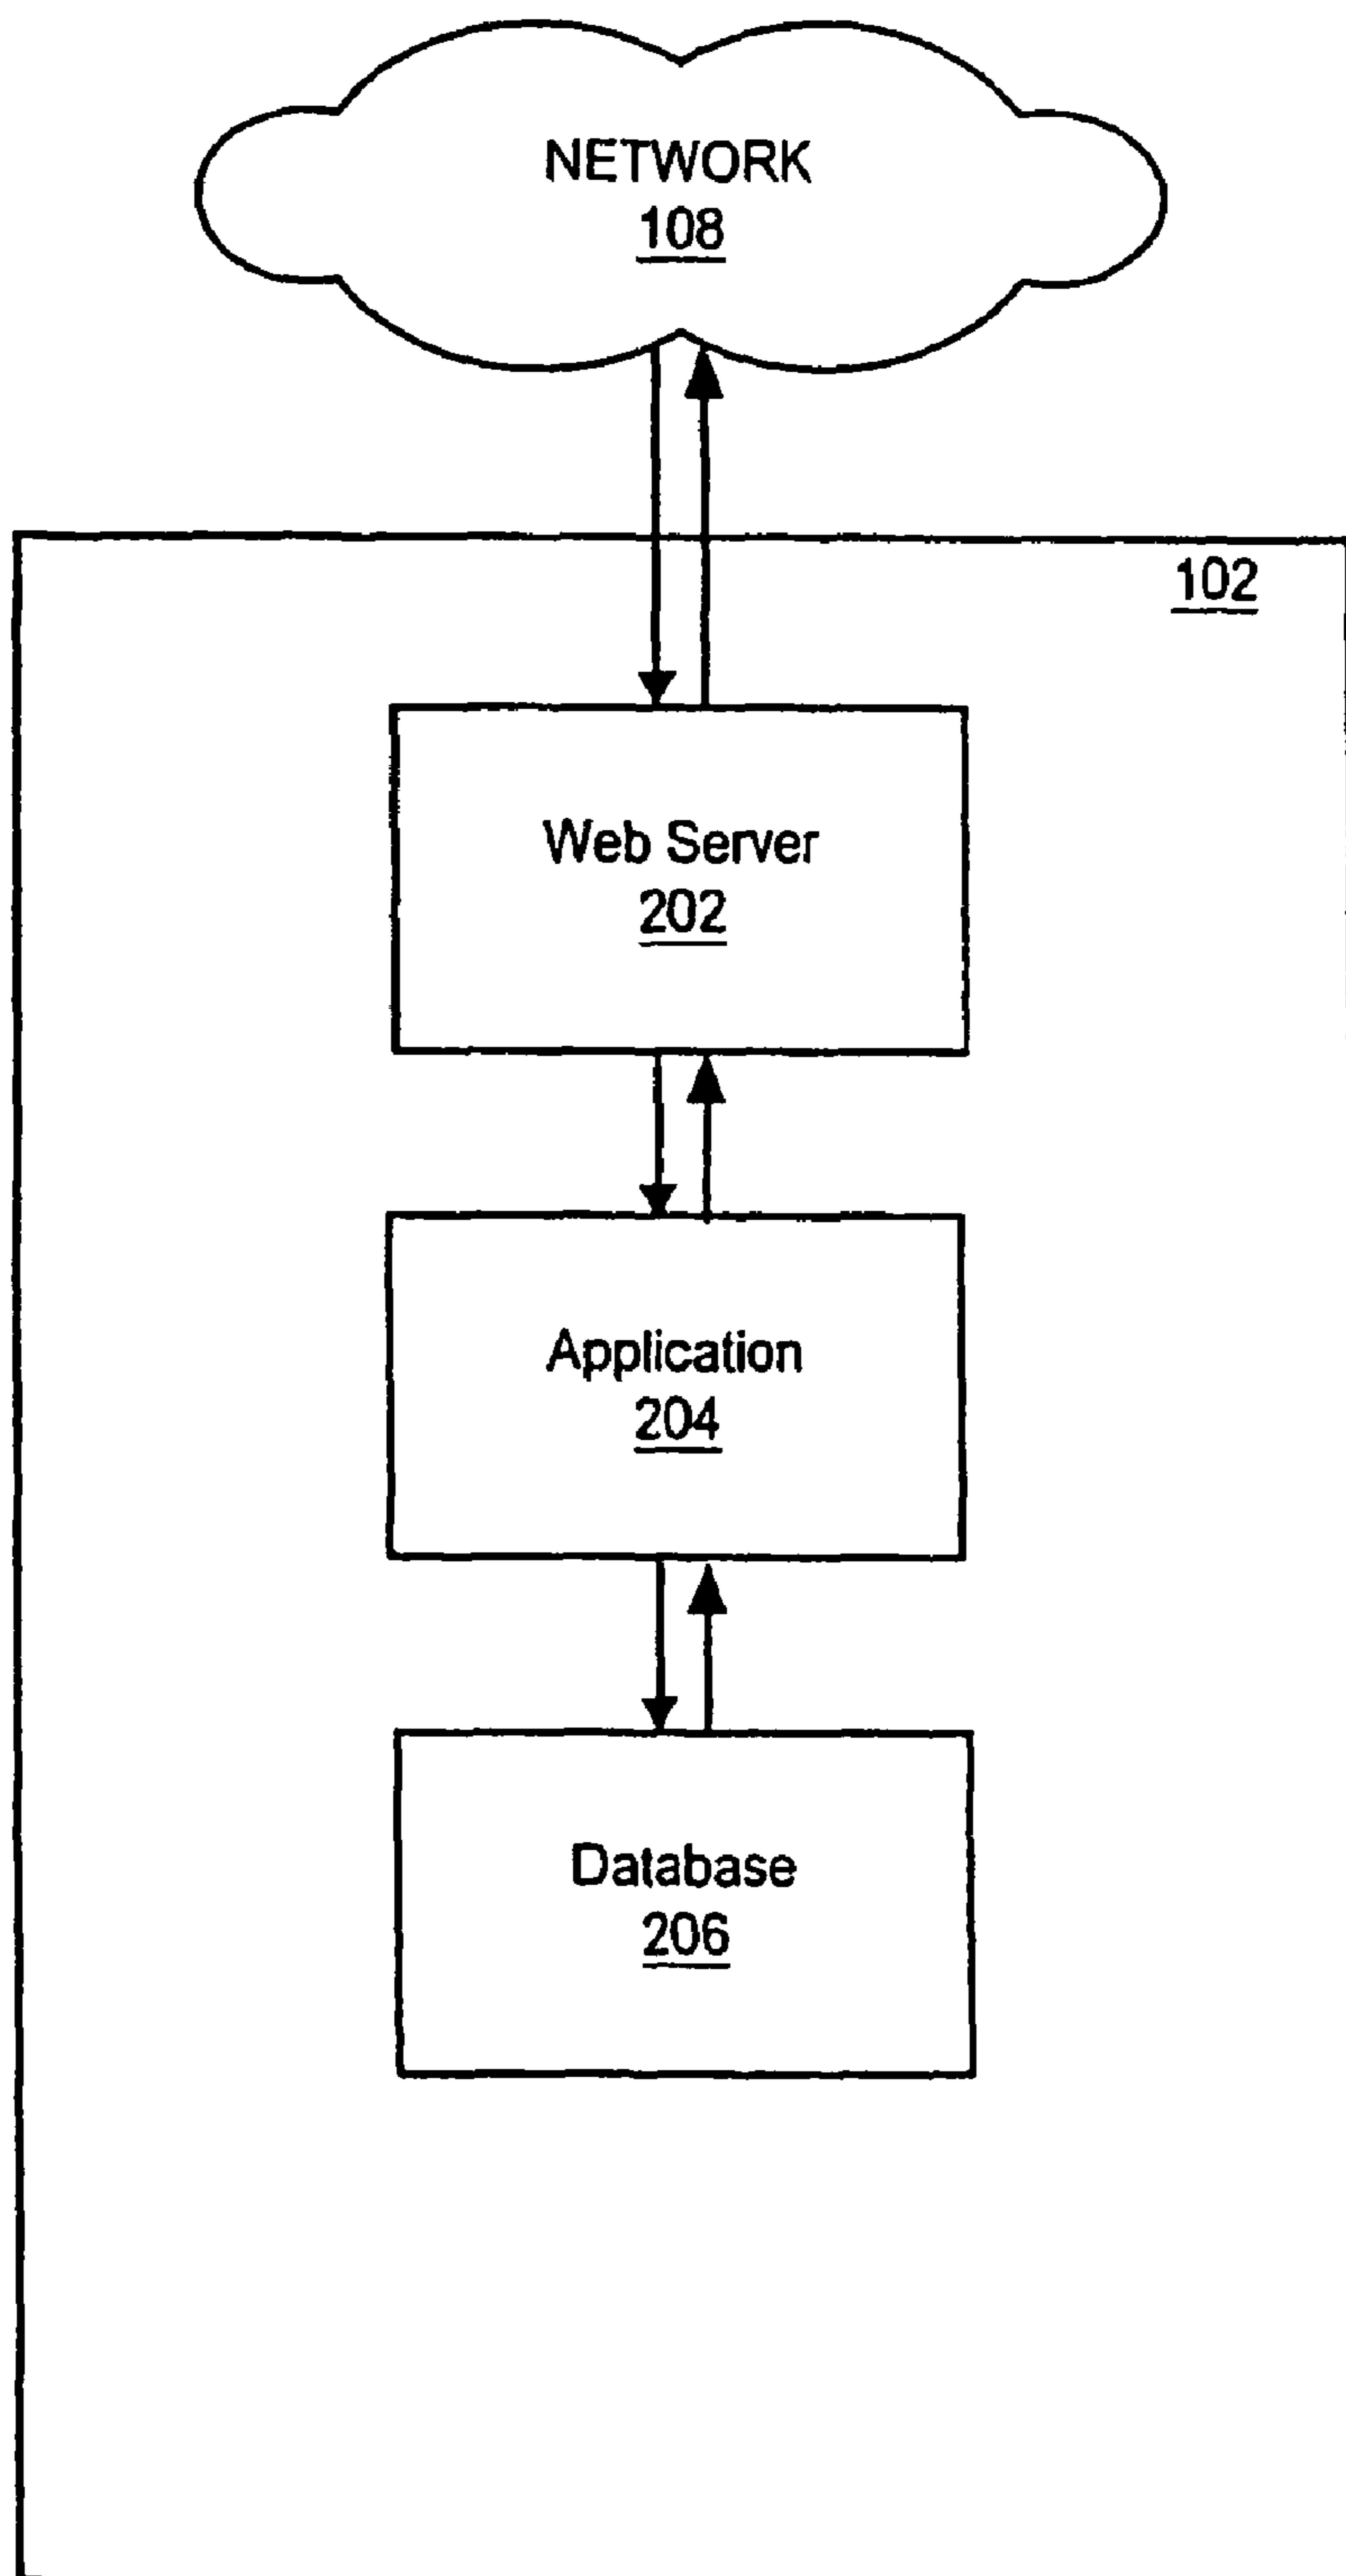 NETWORK
108
102
Web Server
202
Application
204
Database
206